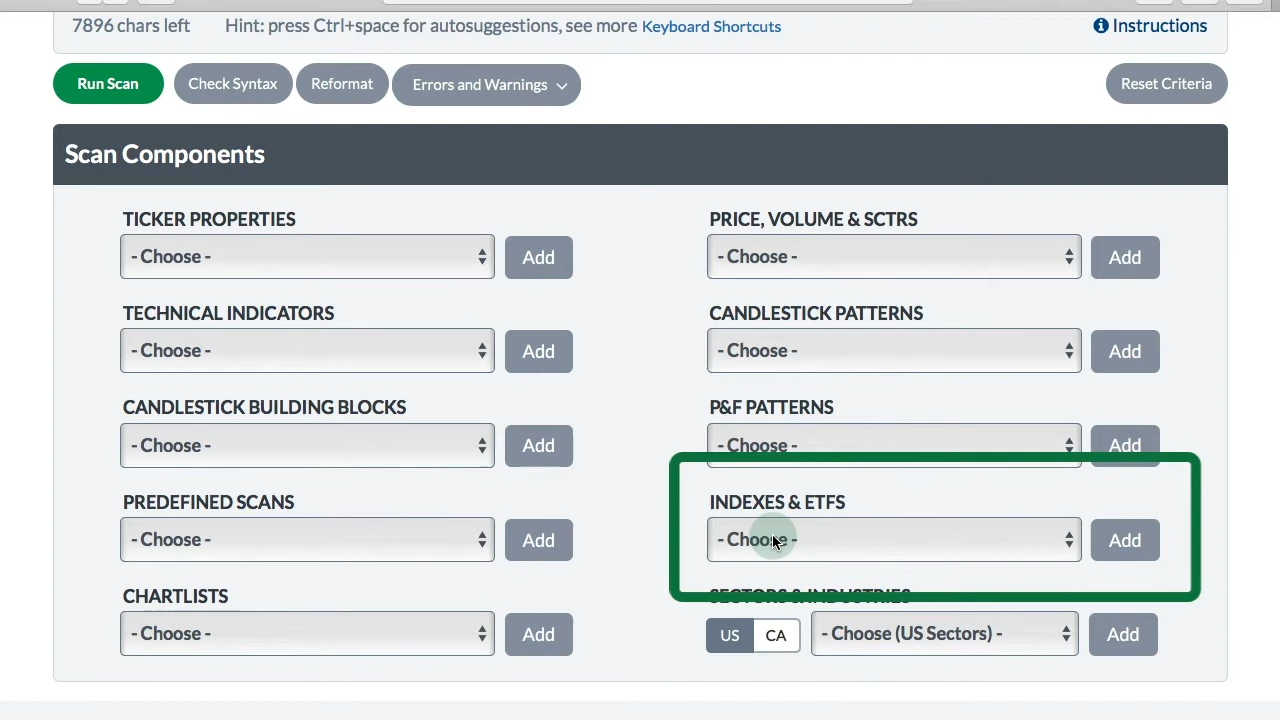 7896 chars left Hint: press Ctrl+space for autosuggestions, see more Keyboard Shortcuts Instructions
Run Scan Check Syntax Reformat Errors and Warnings Reset Criteria
Scan Components
TICKER PROPERTIES PRICE, VOLUME & SCTRS
- Choose - Add - Choose - Add
TECHNICAL INDICATORS CANDLESTICK PATTERNS
- Choose - Add - Choose - Add
CANDLESTICK BUILDING BLOCKS P&F PATTERNS
- Choose - Add - Choose - Add
PREDEFINED SCANS INDEXES & ETFS
- Choose - Add - Choose - Add
CHARTLISTS SECTORS & INDUSTRIES
- Choose - Add US CA - Choose (US Sectors) - Add